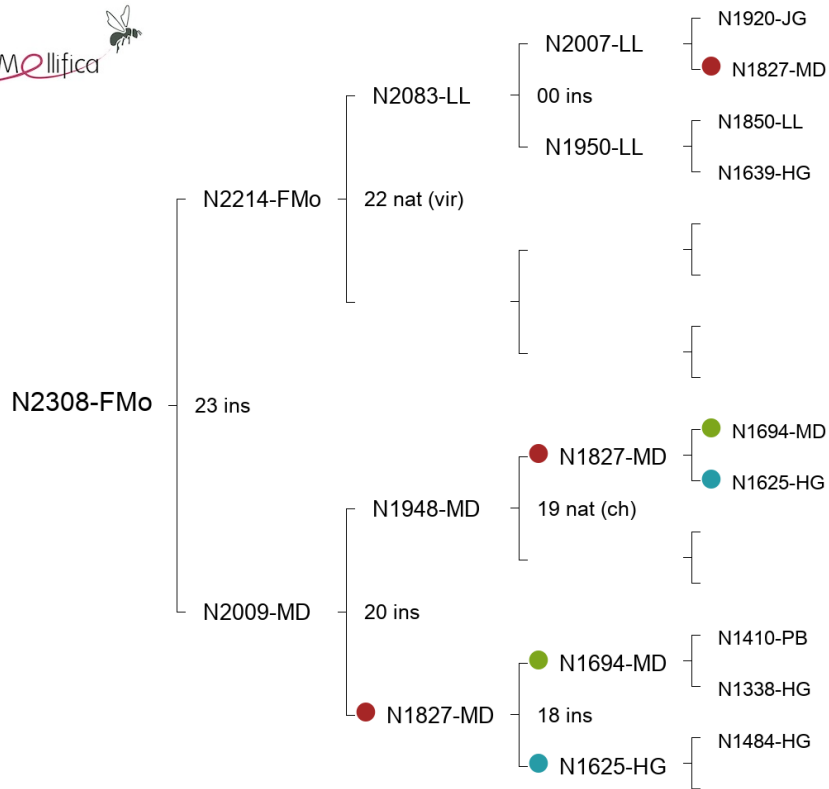 Mellifica
N1920-JG
N2007-LL
N1827-MD
N2083-LL
00 ins
N1850-LL
N1950-LL
N1639-HG
N2214-FMo
22 nat (vir)
N2308-FMo
23 ins
N1694-MD
N1827-MD
N1625-HG
N1948-MD
19 nat (ch)
N2009-MD
20 ins
N1410-PB
N1694-MD
N1338-HG
N1827-MD
18 ins
N1484-HG
N1625-HG